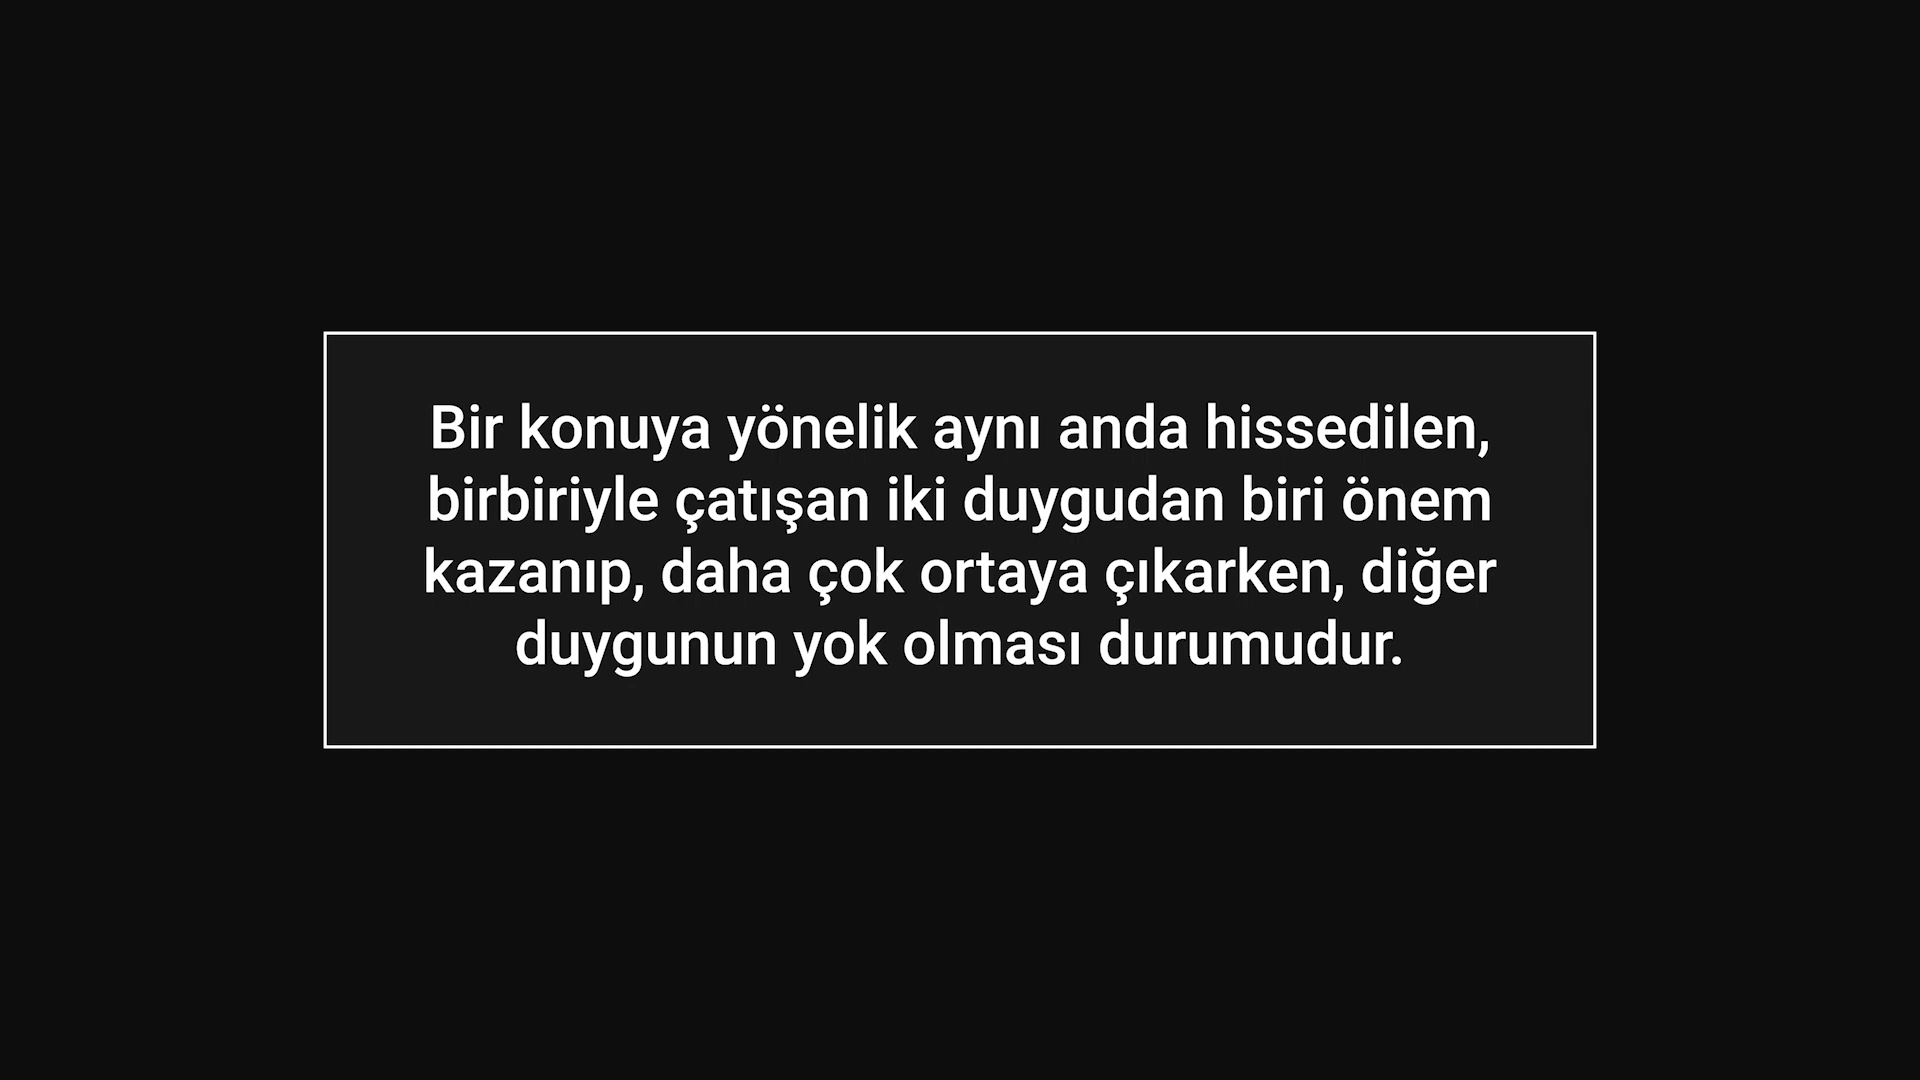 Bir konuya yönelik aynı anda hissedilen,
birbiriyle çatışan iki duygudan biri önem
kazanıp, daha çok ortaya çıkarken, diğer
duygunun yok olması durumudur.